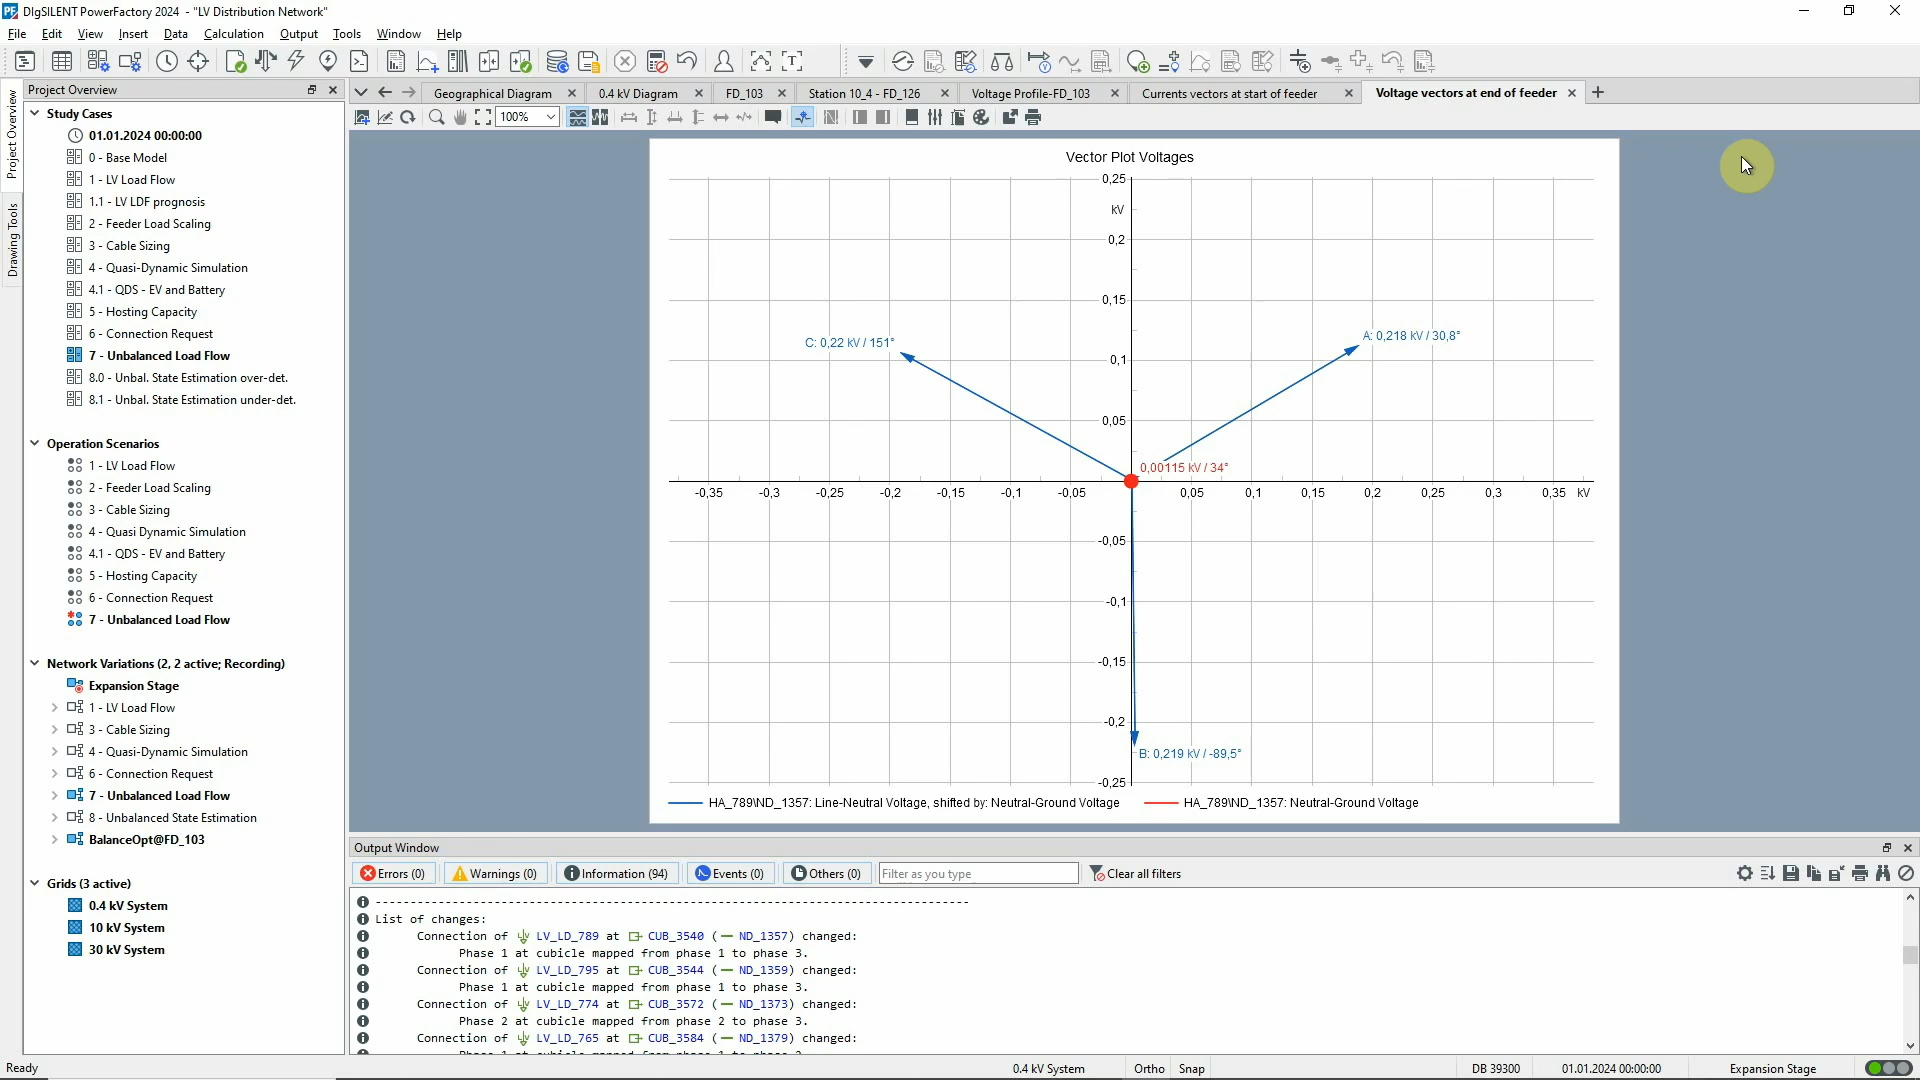 DIgSILENT PowerFactory 2024 - "LV Distribution Network"
File Edit View Insert Data Calculation Output Tools Window Help
Project Overview
Geographical Diagram 0.4 kV Diagram FD_103 Station 10_4 - FD_126 Voltage Profile-FD_103 Currents vectors at start of feeder Voltage vectors at end of feeder
100%
Project Overview
Drawing Tools
Study Cases
01.01.2024 00:00:00
0 - Base Model
1 - LV Load Flow
1.1 - LV LDF prognosis
2 - Feeder Load Scaling
3 - Cable Sizing
4 - Quasi-Dynamic Simulation
4.1 - QDS - EV and Battery
5 - Hosting Capacity
6 - Connection Request
7 - Unbalanced Load Flow
8.0 - Unbal. State Estimation over-det.
8.1 - Unbal. State Estimation under-det.
Operation Scenarios
1 - LV Load Flow
2 - Feeder Load Scaling
3 - Cable Sizing
4 - Quasi Dynamic Simulation
4.1 - QDS - EV and Battery
5 - Hosting Capacity
6 - Connection Request
7 - Unbalanced Load Flow
Network Variations (2, 2 active; Recording)
Expansion Stage
1 - LV Load Flow
3 - Cable Sizing
4 - Quasi-Dynamic Simulation
6 - Connection Request
7 - Unbalanced Load Flow
8 - Unbalanced State Estimation
BalanceOpt@FD_103
Grids (3 active)
0.4 kV System
10 kV System
30 kV System
Vector Plot Voltages
0,25
kV
0,2
0,15
C: 0,22 kV / 151°
A: 0,218 kV / 30,8°
0,1
0,05
0,00115 kV / 34°
-0,35 -0,3 -0,25 -0,2 -0,15 -0,1 -0,05 0,05 0,1 0,15 0,2 0,25 0,3 0,35 kV
-0,05
-0,1
-0,15
-0,2
B: 0,219 kV / -89,5°
-0,25
HA_789\ND_1357: Line-Neutral Voltage, shifted by: Neutral-Ground Voltage HA_789\ND_1357: Neutral-Ground Voltage
Output Window
Errors (0) Warnings (0) Information (94) Events (0) Others (0) Filter as you type Clear all filters
--------------------------------------------------------------------------------------
List of changes:
Connection of LV_LD_789 at CUB_3540 ( ND_1357) changed:
Phase 1 at cubicle mapped from phase 1 to phase 3.
Connection of LV_LD_795 at CUB_3544 ( ND_1359) changed:
Phase 1 at cubicle mapped from phase 1 to phase 3.
Connection of LV_LD_774 at CUB_3572 ( ND_1373) changed:
Phase 2 at cubicle mapped from phase 2 to phase 3.
Connection of LV_LD_765 at CUB_3584 ( ND_1379) changed:
Ready 0.4 kV System Ortho Snap DB 39300 01.01.2024 00:00:00 Expansion Stage